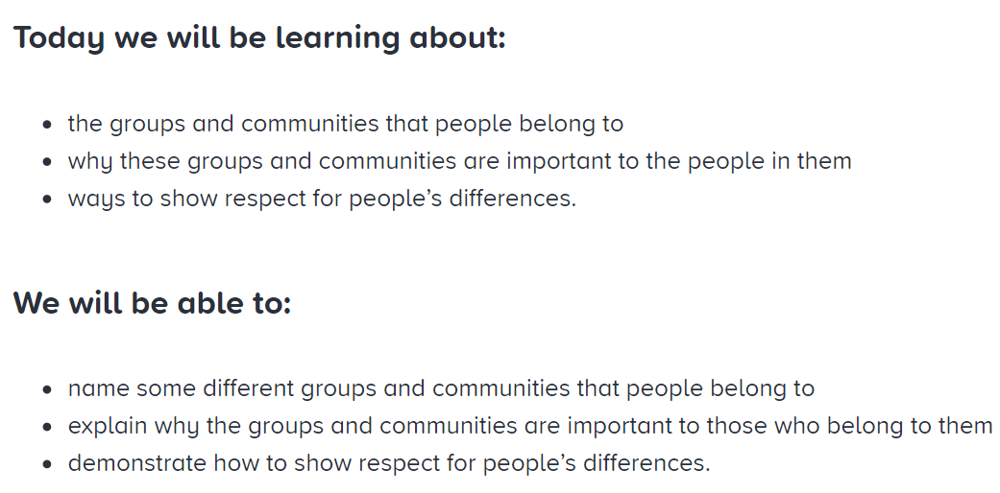 Today we will be learning about:
• the groups and communities that people belong to
• why these groups and communities are important to the people in them
• ways to show respect for people’s differences.
We will be able to:
• name some different groups and communities that people belong to
• explain why the groups and communities are important to those who belong to them
• demonstrate how to show respect for people’s differences.